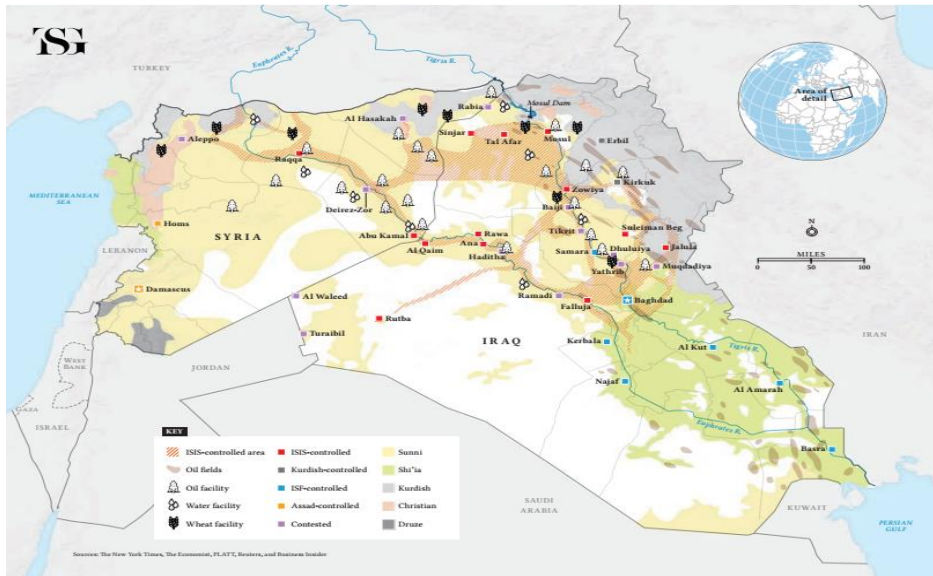 TSG
TURKEY
Euphrates R.
Tigris R.
Area of
detail
Mosul Dam
Rabia
Al Hasakah
Aleppo
Sinjar
Tal Afar
Mosul
Erbil
Raqqa
MEDITERRANEAN
SEA
Kirkuk
Zowiya
Deirez-Zor
Baiji
Homs
SYRIA
Abu Kamal
Rawa
Tikrit
Suleiman Beg
N
LEBANON
Al Qaim
Ana
Haditha
Samara
Dhuluiya
Jalula
Yathrib
Muqdadiya
MILES
0
50
100
Damascus
Al Waleed
Ramadi
Falluja
Baghdad
Rutba
Turaibil
IRAQ
Kerbala
Al Kut
Tigris R.
IRAN
WEST
BANK
JORDAN
Najaf
Al Amarah
GAZA
ISRAEL
Euphrates R.
Basra
KEY
ISIS-controlled area
ISIS-controlled
Sunni
Oil fields
Kurdish-controlled
Shi'ia
Oil facility
ISF-controlled
Kurdish
Water facility
Assad-controlled
Christian
Wheat facility
Contested
Druze
SAUDI
ARABIA
KUWAIT
PERSIAN
GULF
Sources: The New York Times, The Economist, PLATT, Reuters, and Business Insider